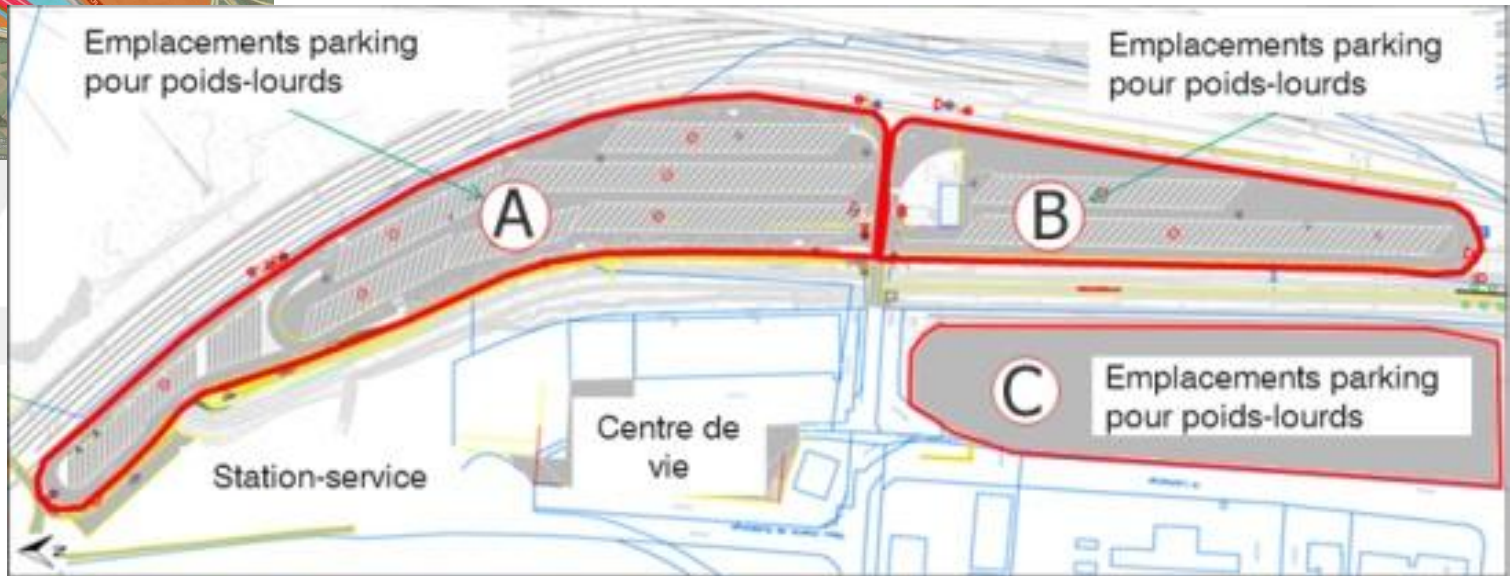 Emplacements parking
pour poids-lourds
Emplacements parking
pour poids-lourds
A
B
C
Emplacements parking
pour poids-lourds
Centre de
vie
Station-service
N